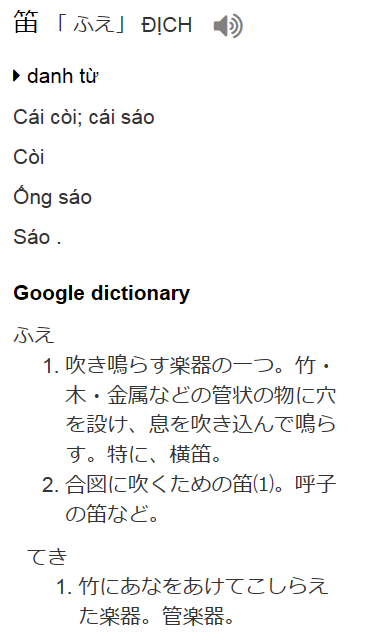 笛 「 ふえ」 ĐỊCH
danh từ
Cái còi; cái sáo
Còi
Ống sáo
Sáo .
Google dictionary
ふえ
1. 吹き鳴らす楽器の一つ。竹・
木・金属などの管状の物に穴
を設け、息を吹き込んで鳴ら
す。特に、横笛。
2. 合図に吹くための笛⑴。呼子
の笛など。
てき
1. 竹にあなをあけてこしらえ
た楽器。管楽器。